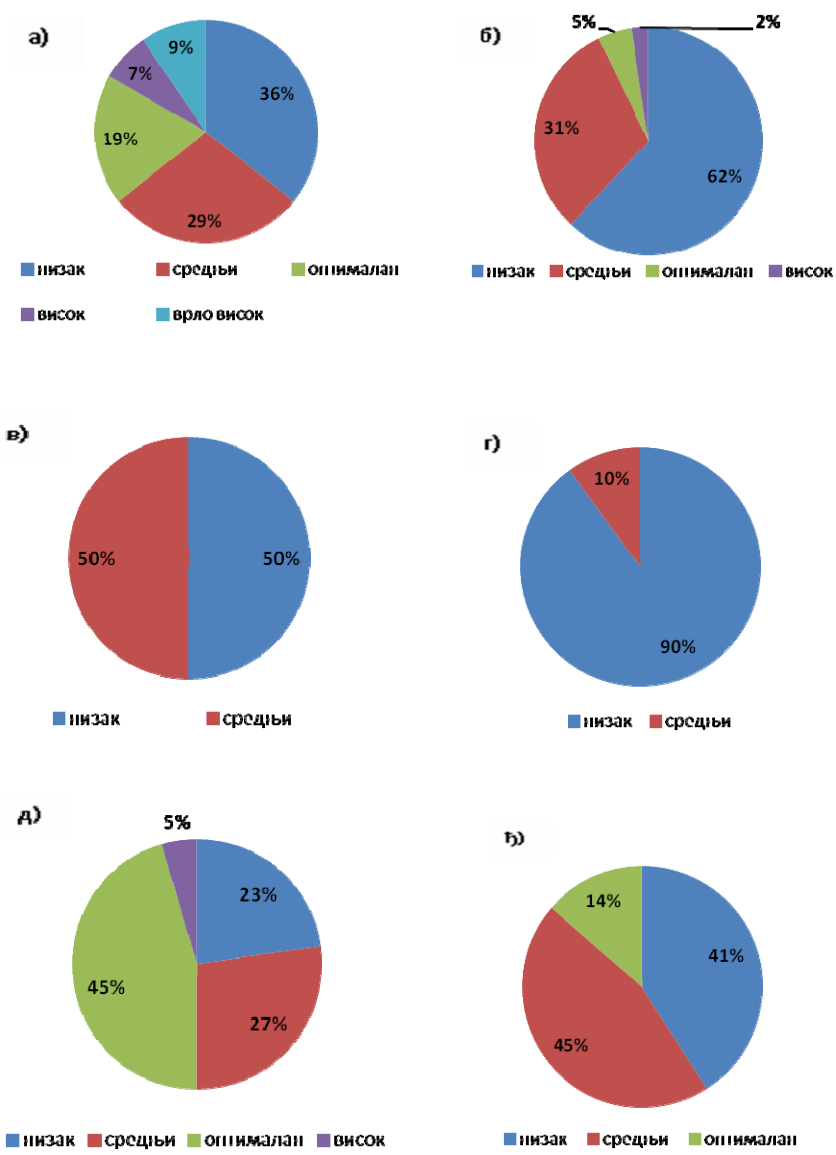 а)
9%
7%
36%
19%
29%
низак средњи оптималан
висок врло висок
б)
5% 2%
31%
62%
низак средњи оптималан висок
в)
50% 50%
низак средњи
г)
10%
90%
низак средњи
д)
5%
23%
45%
27%
низак средњи оптималан висок
ђ)
14%
41%
45%
низак средњи оптималан